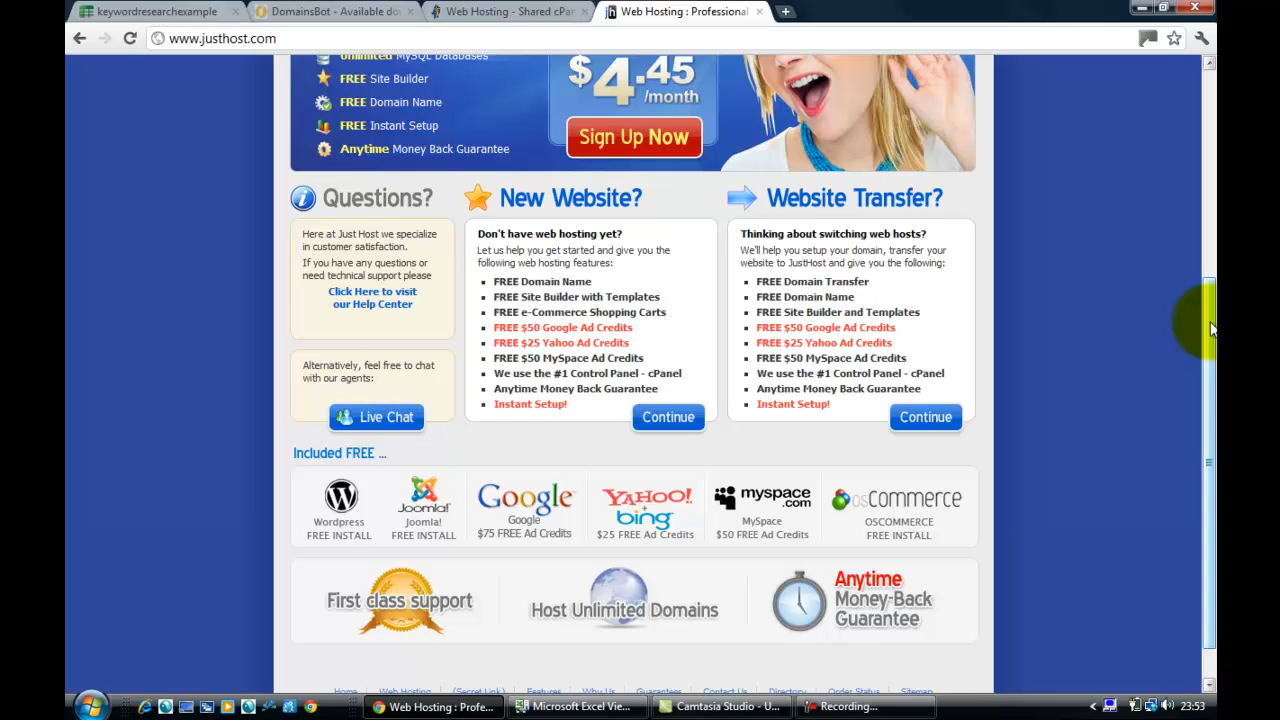 keywordresearchexample
DomainsBot - Available do
Web Hosting - Shared cPan
Web Hosting : Professional
www.justhost.com
Unlimited MySQL Databases
FREE Site Builder
FREE Domain Name
FREE Instant Setup
Anytime Money Back Guarantee
$4.45
/month
Sign Up Now
Questions?
Here at Just Host we specialize
in customer satisfaction.
If you have any questions or
need technical support please
Click Here to visit
our Help Center
Alternatively, feel free to chat
with our agents:
Live Chat
New Website?
Don't have web hosting yet?
Let us help you get started and give you the
following web hosting features:
FREE Domain Name
FREE Site Builder with Templates
FREE e-Commerce Shopping Carts
FREE $50 Google Ad Credits
FREE $25 Yahoo Ad Credits
FREE $50 MySpace Ad Credits
We use the #1 Control Panel - cPanel
Anytime Money Back Guarantee
Instant Setup!
Continue
Website Transfer?
Thinking about switching web hosts?
We'll help you setup your domain, transfer your
website to JustHost and give you the following:
FREE Domain Transfer
FREE Domain Name
FREE Site Builder and Templates
FREE $50 Google Ad Credits
FREE $25 Yahoo Ad Credits
FREE $50 MySpace Ad Credits
We use the #1 Control Panel - cPanel
Anytime Money Back Guarantee
Instant Setup!
Continue
Included FREE ...
Wordpress
FREE INSTALL
Joomla!
Joomla!
FREE INSTALL
Google
Google
$75 FREE Ad Credits
YAHOO!
+
bing
$25 FREE Ad Credits
myspace.com
MySpace
$50 FREE Ad Credits
osCommerce
OSCOMMERCE
FREE INSTALL
First class support
Host Unlimited Domains
Anytime
Money-Back
Guarantee
Home Web Hosting (Secret Link) Features Why Us Guarantees Contact Us Directory Order Status Sitemap
Web Hosting : Profe...
Microsoft Excel Vie...
Camtasia Studio - U...
Recording...
23:53